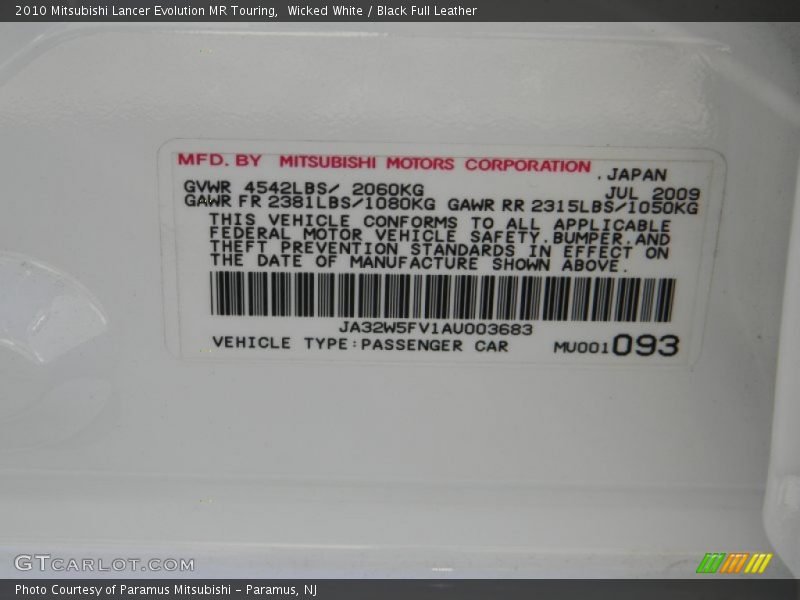 2010 Mitsubishi Lancer Evolution MR Touring,  Wicked White / Black Full Leather
MFD. BY MITSUBISHI MOTORS CORPORATION , JAPAN
GVWR 4542LBS/ 2060KG JUL 2009
GAWR FR 2381LBS/1080KG GAWR RR 2315LBS/1050KG
THIS VEHICLE CONFORMS TO ALL APPLICABLE
FEDERAL MOTOR VEHICLE SAFETY,BUMPER,AND
THEFT PREVENTION STANDARDS IN EFFECT ON
THE DATE OF MANUFACTURE SHOWN ABOVE.
JA32W5FV1AU003683
VEHICLE TYPE:PASSENGER CAR MU001093
GTCARLOT.COM
Photo Courtesy of Paramus Mitsubishi – Paramus, NJ